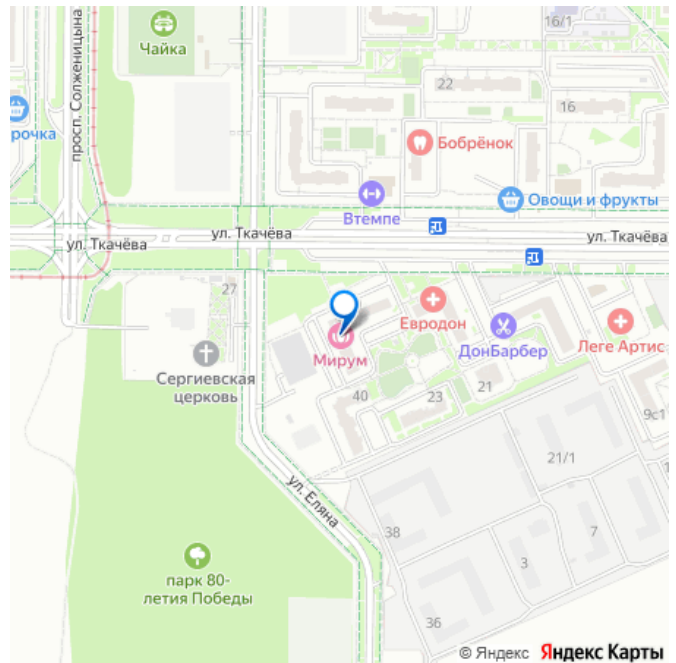 16/1
Чайка
просп. Солженицына
22
16
рочка
Бобрёнок
Втемпе
Овощи и фрукты
ул. Ткачёва
ул. Ткачёва
ул. Ткачёва
27
Евродон
Мирум
ДонБарбер
Леге Артис
Сергиевская
церковь
40
23
21
9с1
21/1
ул. Еляна
38
7
3
парк 80-
летия Победы
36
© Яндекс Яндекс Карты